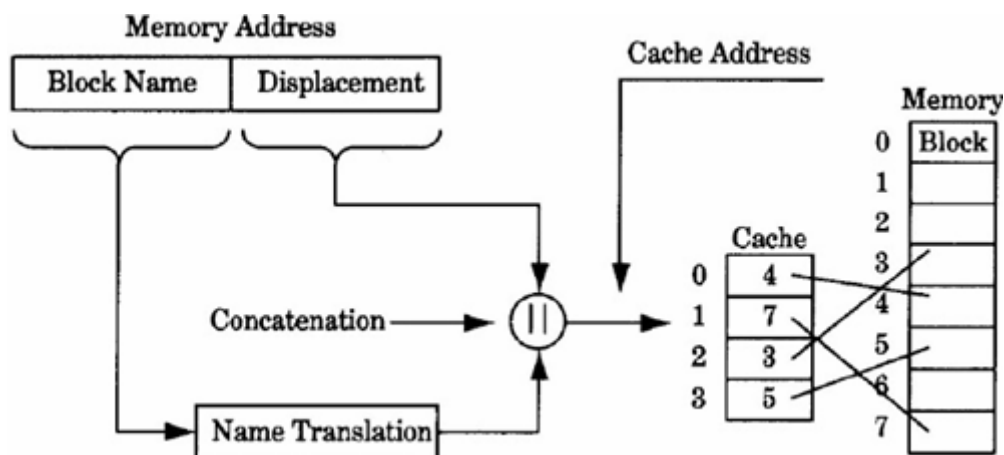 Memory Address
Block Name Displacement
Cache Address
Memory
0 Block
1
2
3
4
5
6
7
Cache
0 4
1 7
2 3
3 5
Concatenation
||
Name Translation